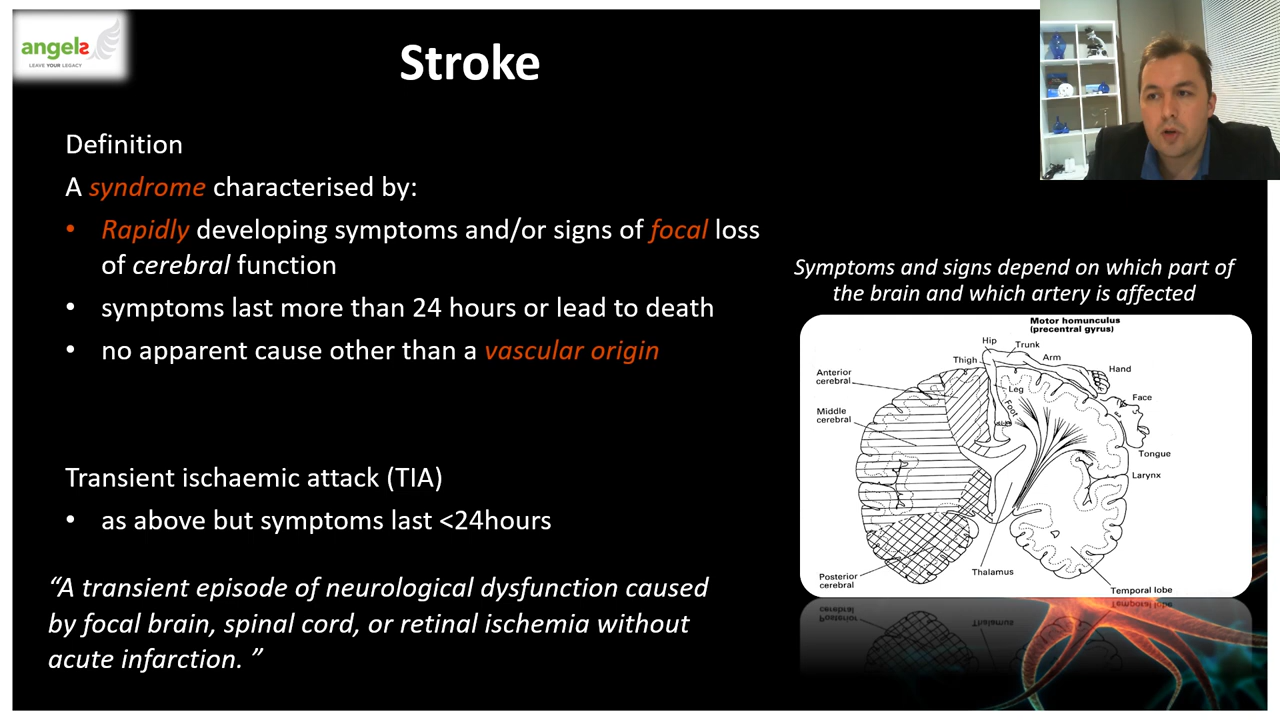 angels
LEAVE YOUR LEGACY
Stroke
Definition
A syndrome characterised by:
• Rapidly developing symptoms and/or signs of focal loss
of cerebral function
• symptoms last more than 24 hours or lead to death
• no apparent cause other than a vascular origin
Transient ischaemic attack (TIA)
• as above but symptoms last <24hours
“A transient episode of neurological dysfunction caused
by focal brain, spinal cord, or retinal ischemia without
acute infarction. ”
Symptoms and signs depend on which part of
the brain and which artery is affected
Motor homunculus
(precentral gyrus)
Hip
Trunk
Thigh
Arm
Hand
Anterior
cerebral
Leg
Foot
Face
Middle
cerebral
Tongue
Larynx
Posterior
cerebral
Thalamus
Temporal lobe
Temporal lobe
cerebral
Posterior
Thalamus